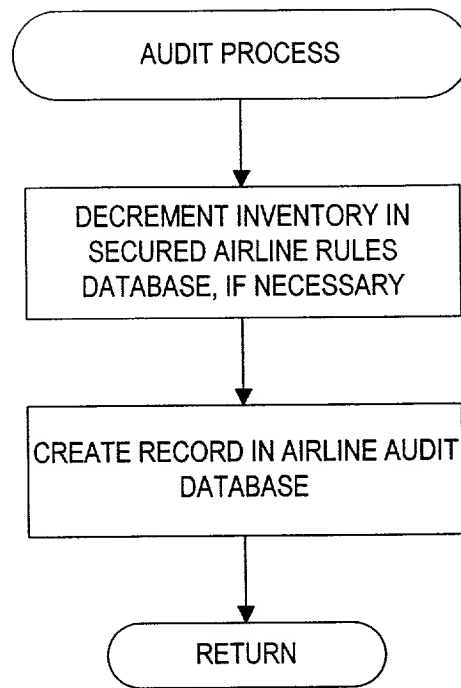 AUDIT PROCESS
DECREMENT INVENTORY IN
SECURED AIRLINE RULES
DATABASE, IF NECESSARY
CREATE RECORD IN AIRLINE AUDIT
DATABASE
RETURN